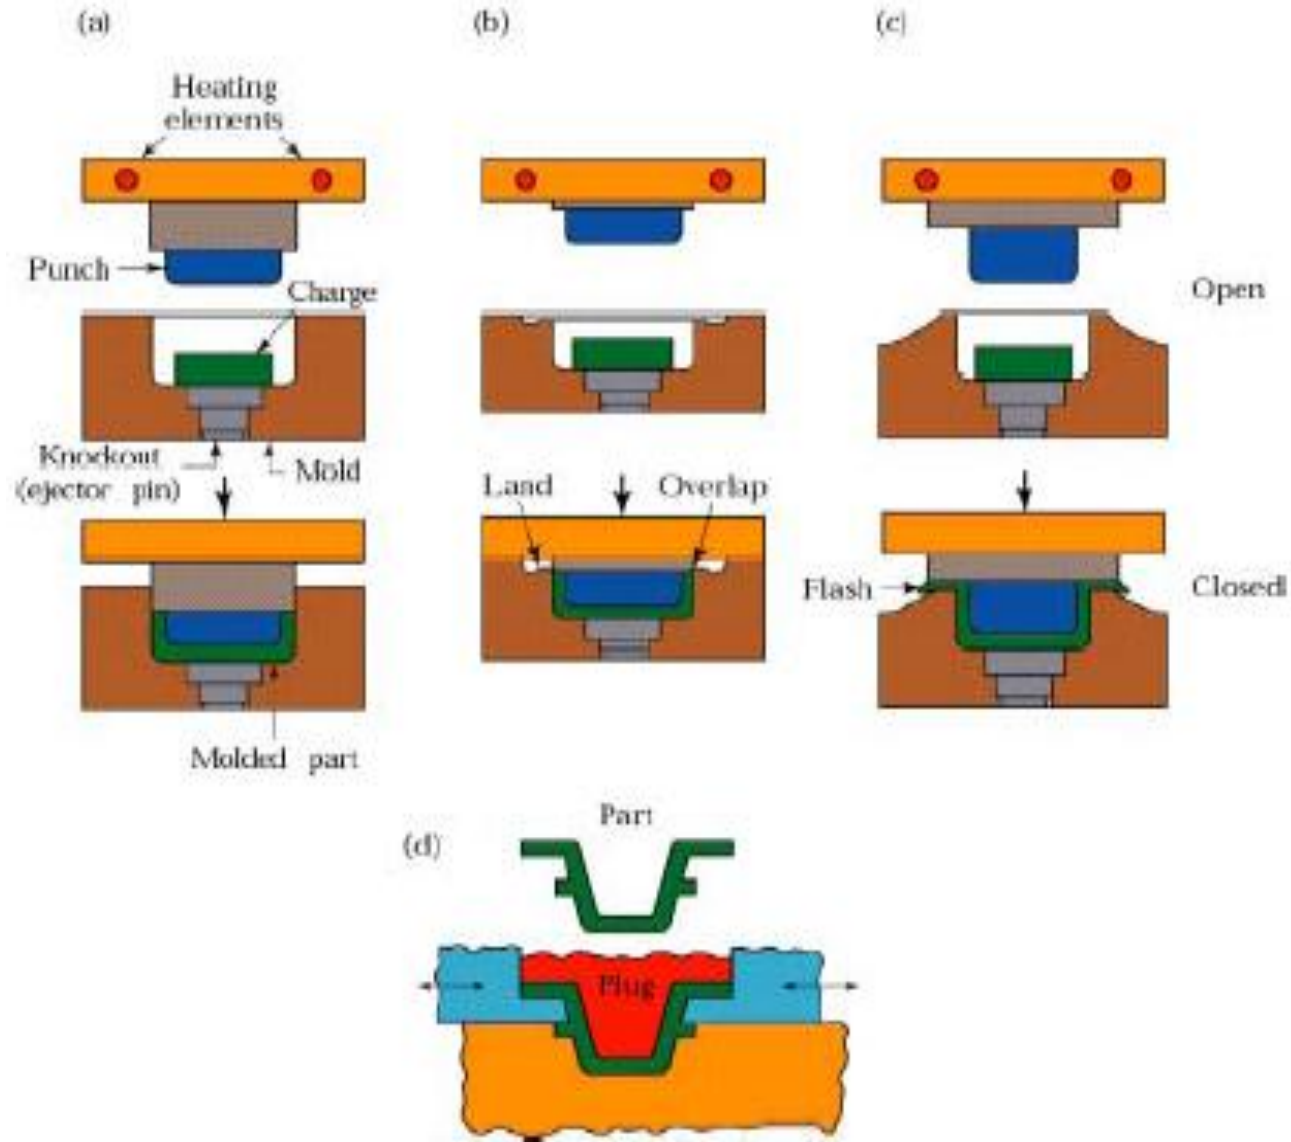 (a)
(b)
(c)
Heating
elements
Punch
Charge
Open
Knockout
(ejector pin)
Mold
Land
Overlap
Flash
Closed
Molded part
Part
(d)
Plug